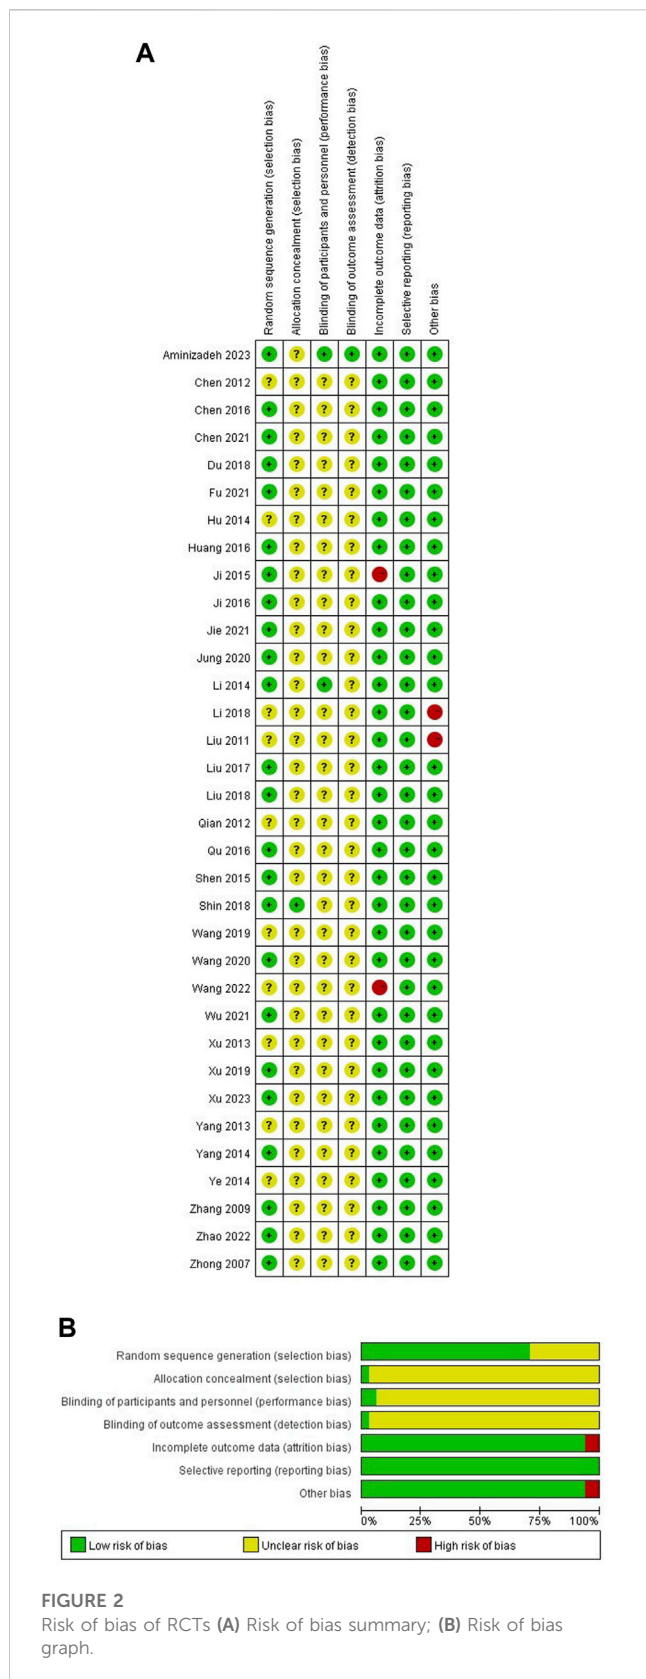 A
Random sequence generation (selection bias)
Allocation concealment (selection bias)
Blinding of participants and personnel (performance bias)
Blinding of outcome assessment (detection bias)
Incomplete outcome data (attrition bias)
Selective reporting (reporting bias)
Other bias
Aminizadeh 2023 + ? + + + + +
Chen 2012 ? ? ? ? + + +
Chen 2016 + ? ? ? + + +
Chen 2021 + ? ? ? + + +
Du 2018 + ? ? ? + + +
Fu 2021 + ? ? ? + + +
Hu 2014 ? ? ? ? + + +
Huang 2016 + ? ? ? + + +
Ji 2015 + ? ? ? + +
Ji 2016 + ? ? ? + + +
Jie 2021 + ? ? ? + + +
Jung 2020 + ? ? ? + + +
Li 2014 + ? + ? + + +
Li 2018 ? ? ? ? + +
Liu 2011 ? ? ? ? + +
Liu 2017 + ? ? ? + + +
Liu 2018 + ? ? ? + + +
Qian 2012 ? ? ? ? + + +
Qu 2016 + ? ? ? + + +
Shen 2015 + ? ? ? + + +
Shin 2018 + + ? ? + + +
Wang 2019 ? ? ? ? + + +
Wang 2020 + ? ? ? + + +
Wang 2022 ? ? ? ? + +
Wu 2021 + ? ? ? + + +
Xu 2013 ? ? ? ? + + +
Xu 2019 + ? ? ? + + +
Xu 2023 + ? ? ? + + +
Yang 2013 ? ? ? ? + + +
Yang 2014 + ? ? ? + + +
Ye 2014 ? ? ? ? + + +
Zhang 2009 + ? ? ? + + +
Zhao 2022 + ? ? ? + + +
Zhong 2007 + ? ? ? + + +
B
Random sequence generation (selection bias)
Allocation concealment (selection bias)
Blinding of participants and personnel (performance bias)
Blinding of outcome assessment (detection bias)
Incomplete outcome data (attrition bias)
Selective reporting (reporting bias)
Other bias
0% 25% 50% 75% 100%
Low risk of bias Unclear risk of bias High risk of bias
FIGURE 2
Risk of bias of RCTs (A) Risk of bias summary; (B) Risk of bias
graph.